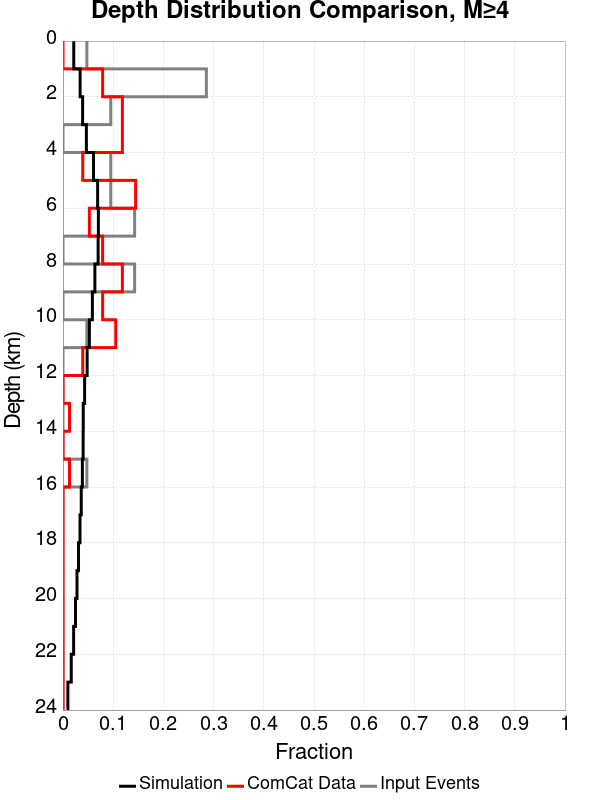 Depth Distribution Comparison, M≥4
0
2
4
6
8
10
12
14
16
18
20
22
24
Depth (km)
0 0.1 0.2 0.3 0.4 0.5 0.6 0.7 0.8 0.9 1
Fraction
Simulation ComCat Data Input Events